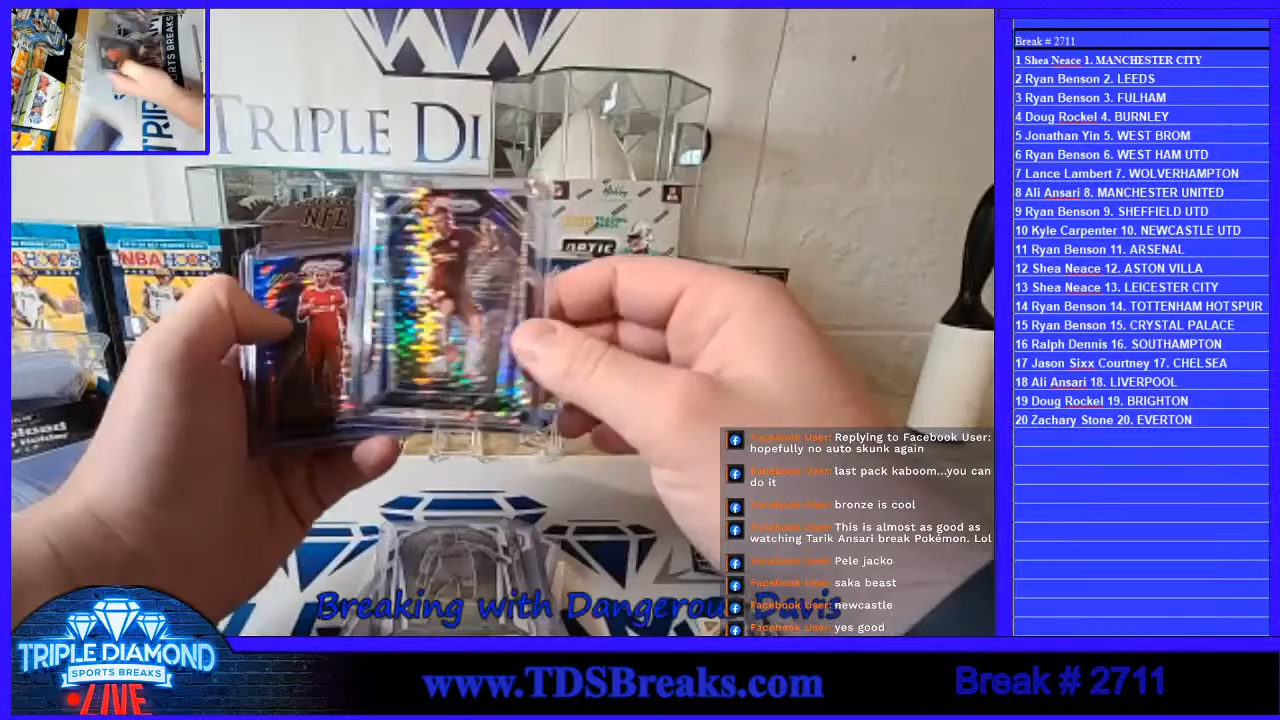 TRIPLE DI
NFL
Hobby
OPTIC
NBA HOOPS
Break # 2711
1 Shea Neace 1. MANCHESTER CITY
2 Ryan Benson 2. LEEDS
3 Ryan Benson 3. FULHAM
4 Doug Rockel 4. BURNLEY
5 Jonathan Yin 5. WEST BROM
6 Ryan Benson 6. WEST HAM UTD
7 Lance Lambert 7. WOLVERHAMPTON
8 Ali Ansari 8. MANCHESTER UNITED
9 Ryan Benson 9. SHEFFIELD UTD
10 Kyle Carpenter 10. NEWCASTLE UTD
11 Ryan Benson 11. ARSENAL
12 Shea Neace 12. ASTON VILLA
13 Shea Neace 13. LEICESTER CITY
14 Ryan Benson 14. TOTTENHAM HOTSPUR
15 Ryan Benson 15. CRYSTAL PALACE
16 Ralph Dennis 16. SOUTHAMPTON
17 Jason Sixx Courtney 17. CHELSEA
18 Ali Ansari 18. LIVERPOOL
19 Doug Rockel 19. BRIGHTON
20 Zachary Stone 20. EVERTON
Facebook User: Replying to Facebook User:
hopefully no auto skunk again
Facebook User: last pack kaboom...you can
do it
Facebook User: bronze is cool
Facebook User: This is almost as good as
watching Tarik Ansari break Pokémon. Lol
Facebook User: Pele jacko
Facebook User: saka beast
Facebook User: newcastle
Facebook User: yes good
Breaking with Dangerous Davis
TRIPLE DIAMOND
SPORTS BREAKS
LIVE
www.TDSBreaks.com
Break # 2711